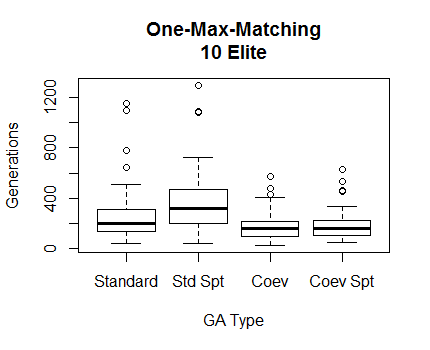 One-Max-Matching
10 Elite
Generations
1200
800
400
0
Standard Std Spt Coev Coev Spt
GA Type